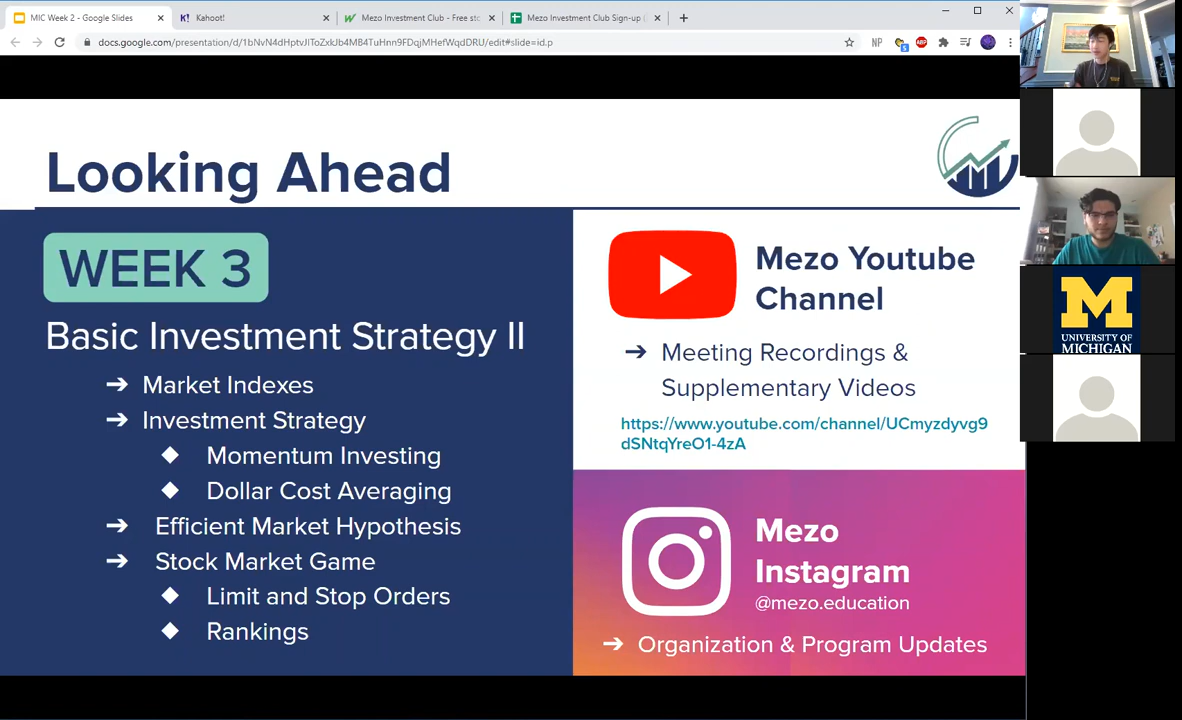 MIC Week 2 - Google Slides
Kahoot!
Mezo Investment Club - Free sto
Mezo Investment Club Sign-up (
docs.google.com/presentation/d/1bNvN4dHptvJlToZxkJb4MB4TuHnn9FDqjMHefWqdDRU/edit#slide=id.p
NP
5
ABP
Looking Ahead
WEEK 3
Basic Investment Strategy II
➔ Market Indexes
➔ Investment Strategy
◆ Momentum Investing
◆ Dollar Cost Averaging
➔ Efficient Market Hypothesis
➔ Stock Market Game
◆ Limit and Stop Orders
◆ Rankings
Mezo Youtube
Channel
➔ Meeting Recordings &
Supplementary Videos
https://www.youtube.com/channel/UCmyzdyvg9
dSNtqYreO1-4zA
Mezo
Instagram
@mezo.education
➔ Organization & Program Updates
M
UNIVERSITY OF
MICHIGAN